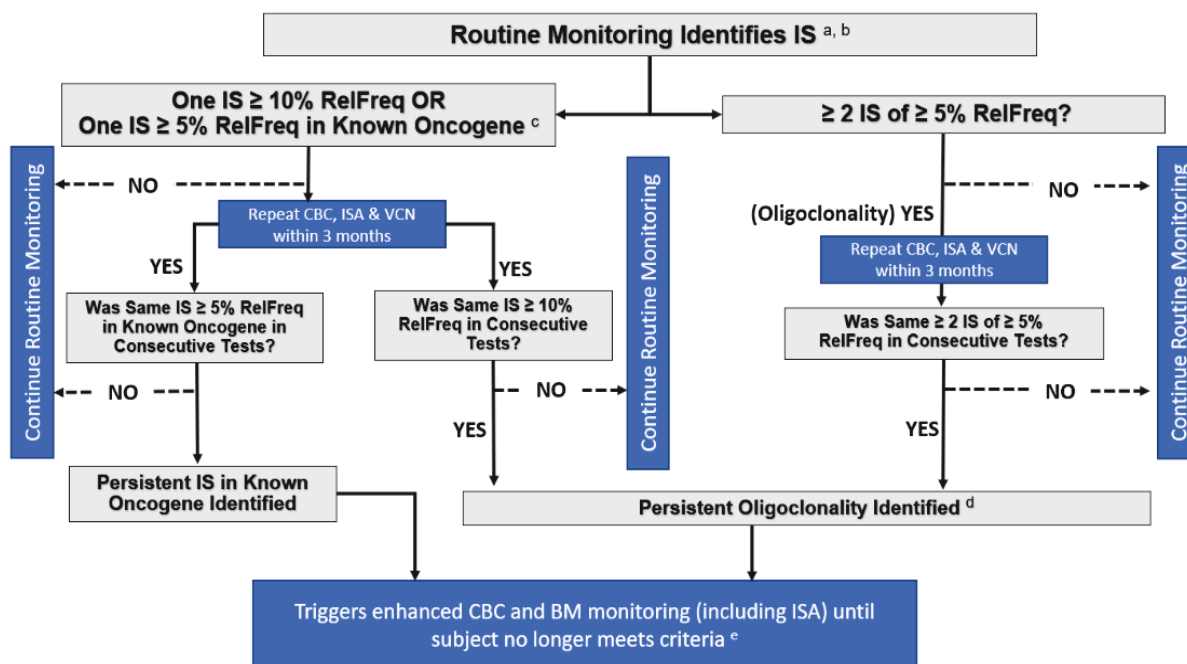 Routine Monitoring Identifies IS a, b
One IS ≥ 10% RelFreq OR
One IS ≥ 5% RelFreq in Known Oncogene c
≥ 2 IS of ≥ 5% RelFreq?
Continue Routine Monitoring
NO
Repeat CBC, ISA & VCN
within 3 months
YES
YES
Was Same IS ≥ 5% RelFreq
in Known Oncogene in
Consecutive Tests?
Was Same IS ≥ 10%
RelFreq in Consecutive
Tests?
NO
NO
YES
Continue Routine Monitoring
NO
(Oligoclonality) YES
Repeat CBC, ISA & VCN
within 3 months
Was Same ≥ 2 IS of ≥ 5%
RelFreq in Consecutive Tests?
NO
YES
Continue Routine Monitoring
Persistent IS in Known
Oncogene Identified
Persistent Oligoclonality Identified d
Triggers enhanced CBC and BM monitoring (including ISA) until
subject no longer meets criteria e